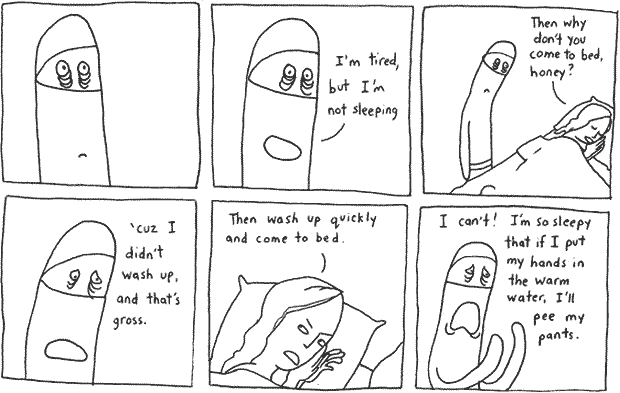 I'm tired,
but I'm
not sleeping
Then why
don't you
come to bed,
honey?
'cuz I
didn't
wash up,
and that's
gross.
Then wash up quickly
and come to bed.
I can't! I'm so sleepy
that if I put
my hands in
the warm
water, I'll
pee my
pants.